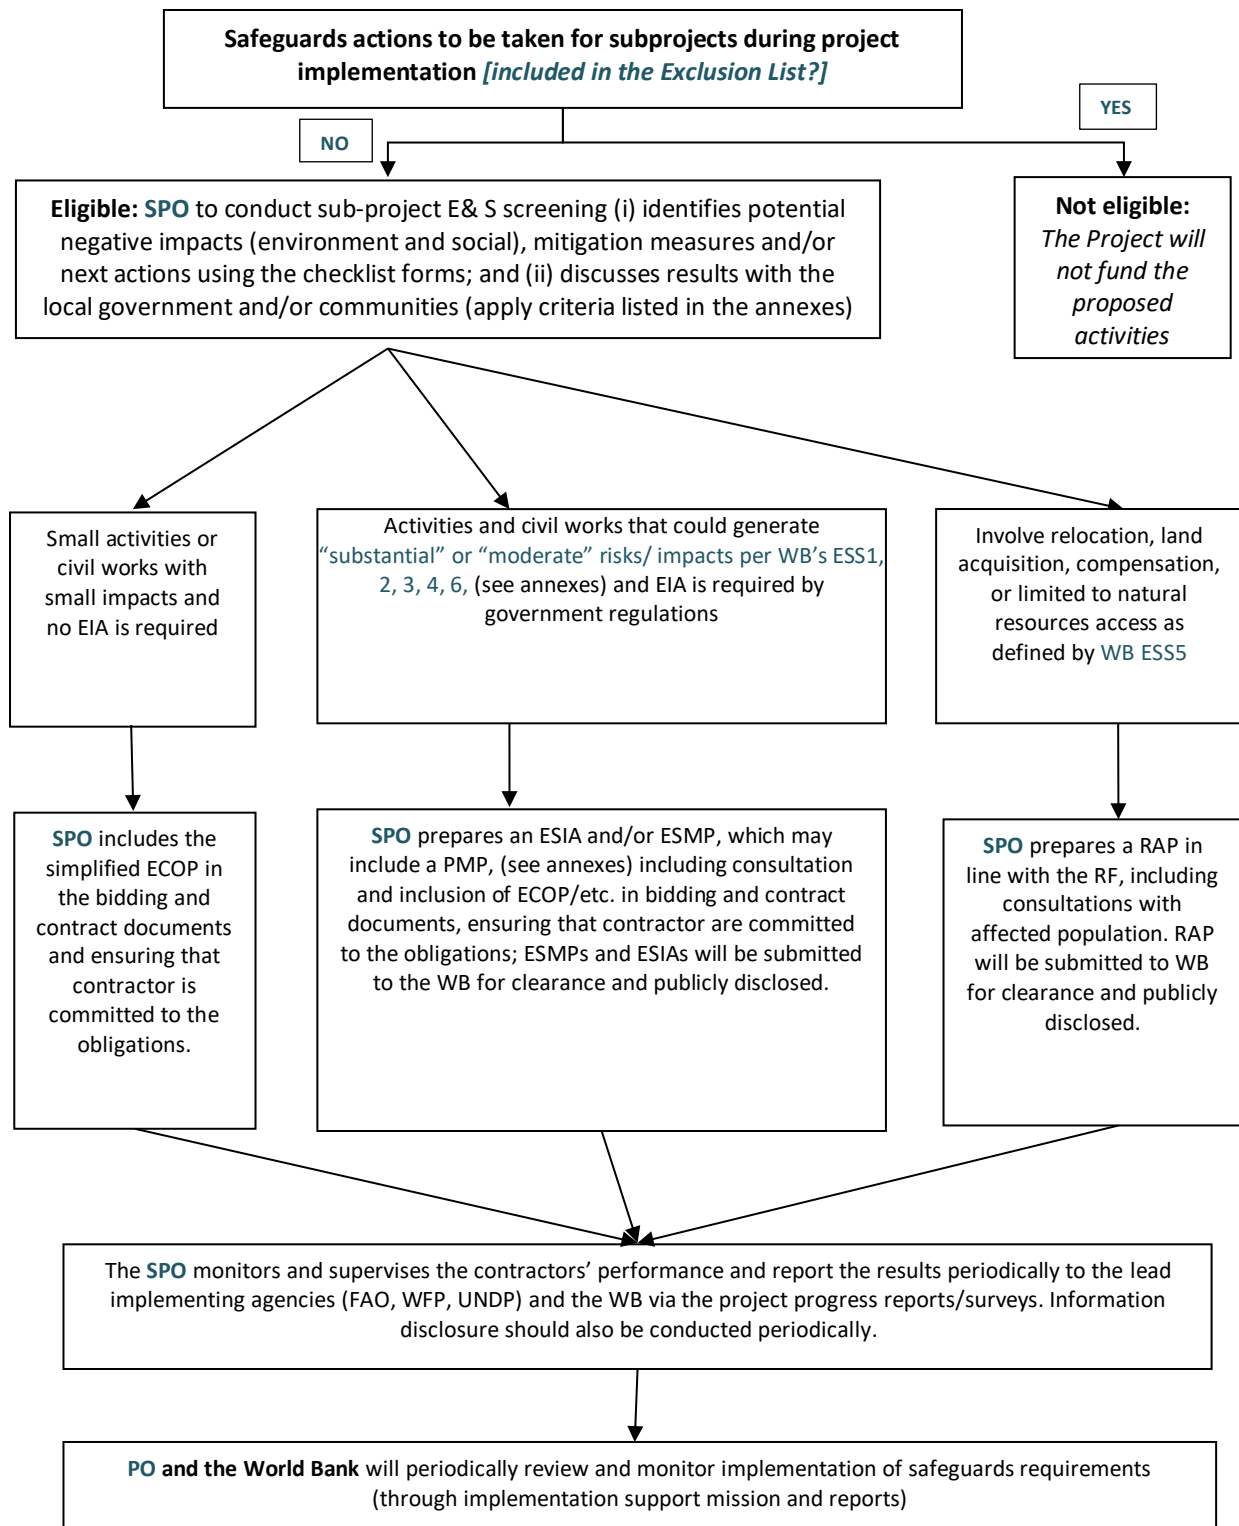 Safeguards actions to be taken for subprojects during project
implementation [included in the Exclusion List?]
YES
NO
Eligible: SPO to conduct sub-project E& S screening (i) identifies potential
negative impacts (environment and social), mitigation measures and/or
next actions using the checklist forms; and (ii) discusses results with the
local government and/or communities (apply criteria listed in the annexes)
Not eligible:
The Project will
not fund the
proposed
activities
Small activities or
civil works with
small impacts and
no EIA is required
Activities and civil works that could generate
“substantial” or “moderate” risks/ impacts per WB’s ESS1,
2, 3, 4, 6, (see annexes) and EIA is required by
government regulations
Involve relocation, land
acquisition, compensation,
or limited to natural
resources access as
defined by WB ESS5
SPO includes the
simplified ECOP in
the bidding and
contract documents
and ensuring that
contractor is
committed to the
obligations.
SPO prepares an ESIA and/or ESMP, which may
include a PMP, (see annexes) including consultation
and inclusion of ECOP/etc. in bidding and contract
documents, ensuring that contractor are committed
to the obligations; ESMPs and ESIAs will be submitted
to the WB for clearance and publicly disclosed.
SPO prepares a RAP in
line with the RF, including
consultations with
affected population. RAP
will be submitted to WB
for clearance and publicly
disclosed.
The SPO monitors and supervises the contractors’ performance and report the results periodically to the lead
implementing agencies (FAO, WFP, UNDP) and the WB via the project progress reports/surveys. Information
disclosure should also be conducted periodically.
PO and the World Bank will periodically review and monitor implementation of safeguards requirements
(through implementation support mission and reports)